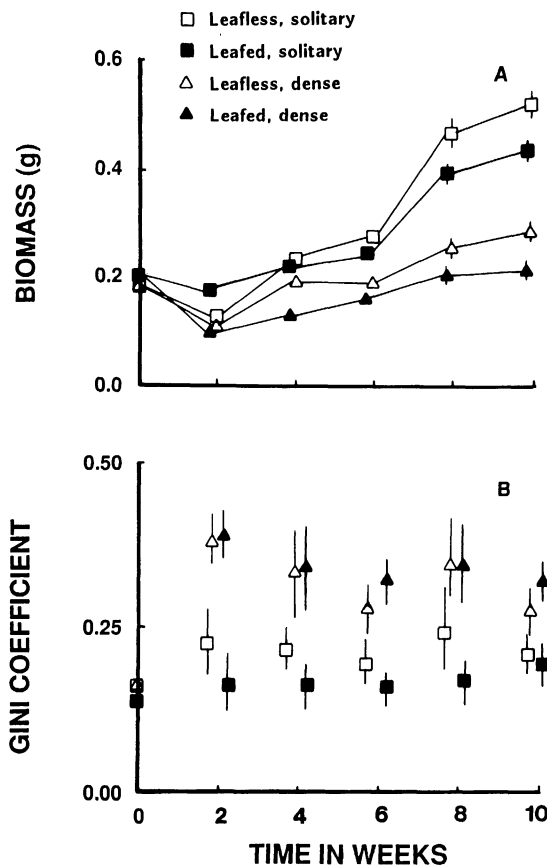 Leafless, solitary
Leafed, solitary
Leafless, dense
Leafed, dense
A
0.6
0.4
0.2
0.0
BIOMASS (g)
B
0.50
0.25
0.00
GINI COEFFICIENT
0 2 4 6 8 10
TIME IN WEEKS